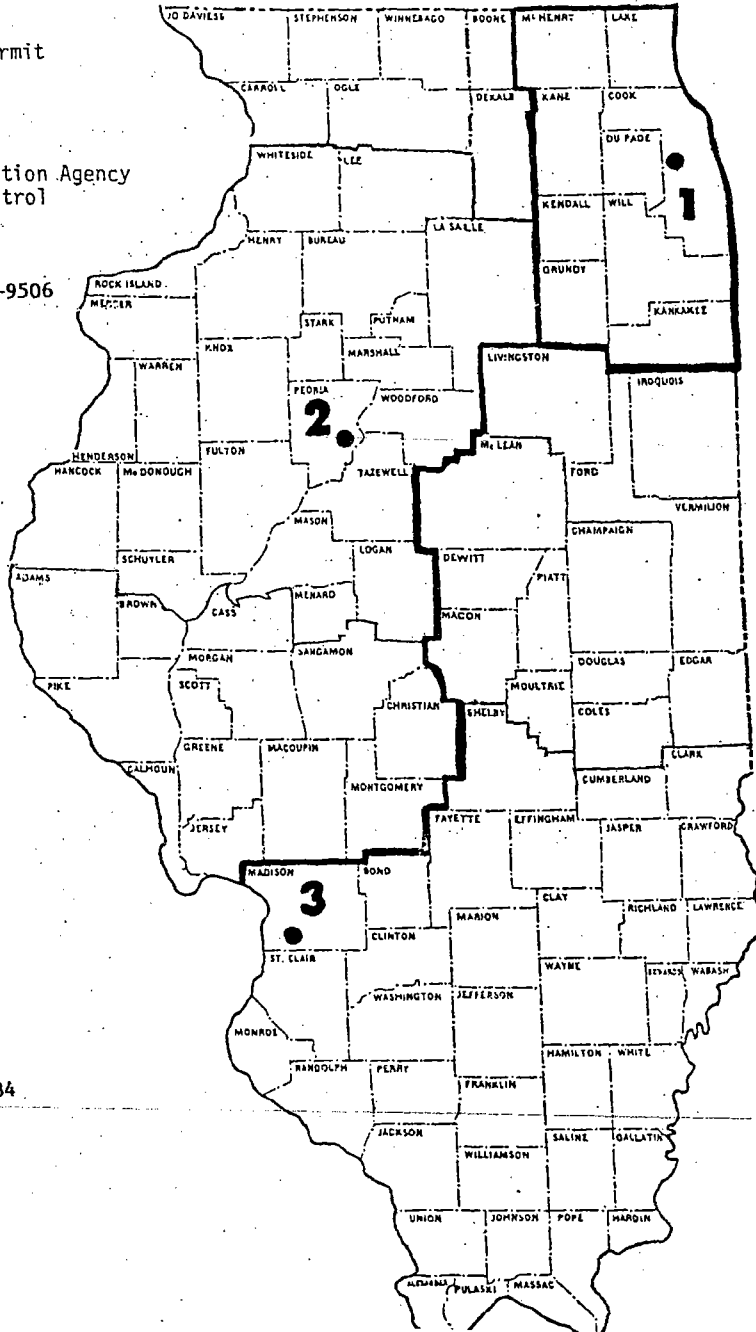 JO DAVIESS STEPHENSON WINNEBAGO BOONE McHENRY LAKE
rmit
CARROLL OGLE DEKALB KANE COOK
DU PAGE
WHITESIDE LEE
tion Agency
trol
1
KENDALL WILL
LA SALLE
HENRY BUREAU
GRUNDY
ROCK ISLAND
-9506
MERCER
KANKAKEE
STARK PUTNAM
KNOX MARSHALL LIVINGSTON
WARREN
IROQUOIS
PEORIA WOODFORD
2
McLEAN
HENDERSON FULTON
HANCOCK McDONOUGH TAZEWELL FORD
VERMILION
MASON
CHAMPAIGN
LOGAN
SCHUYLER DEWITT
ADAMS PIATT
BROWN CASS MENARD
MACON
MORGAN SANGAMON DOUGLAS EDGAR
PIKE SCOTT MOULTRIE
CHRISTIAN SHELBY COLES
GREENE MACOUPIN CLARK
CALHOUN MONTGOMERY CUMBERLAND
JERSEY FAYETTE EFFINGHAM JASPER CRAWFORD
MADISON BOND
3
CLAY RICHLAND LAWRENCE
MARION
CLINTON
ST. CLAIR WAYNE EDWARDS WABASH
WASHINGTON JEFFERSON
MONROE
HAMILTON WHITE
RANDOLPH PERRY
FRANKLIN
34
JACKSON SALINE GALLATIN
WILLIAMSON
UNION JOHNSON POPE HARDIN
PULASKI MASSAC